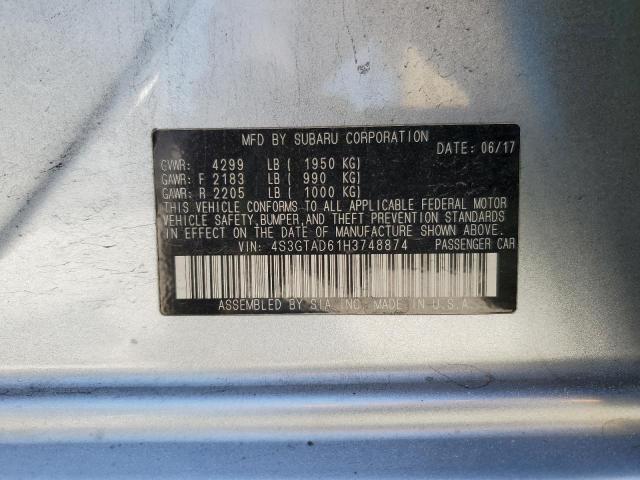 MFD BY SUBARU CORPORATION
DATE: 06/17
GVWR: 4299 LB ( 1950 KG)
GAWR: F 2183 LB ( 990 KG)
GAWR: R 2205 LB ( 1000 KG)
THIS VEHICLE CONFORMS TO ALL APPLICABLE FEDERAL MOTOR
VEHICLE SAFETY, BUMPER, AND THEFT PREVENTION STANDARDS
IN EFFECT ON THE DATE OF MANUFACTURE SHOWN ABOVE.
VIN: 4S3GTAD61H3748874 PASSENGER CAR
ASSEMBLED BY S.I.A. INC. MADE IN U.S.A.